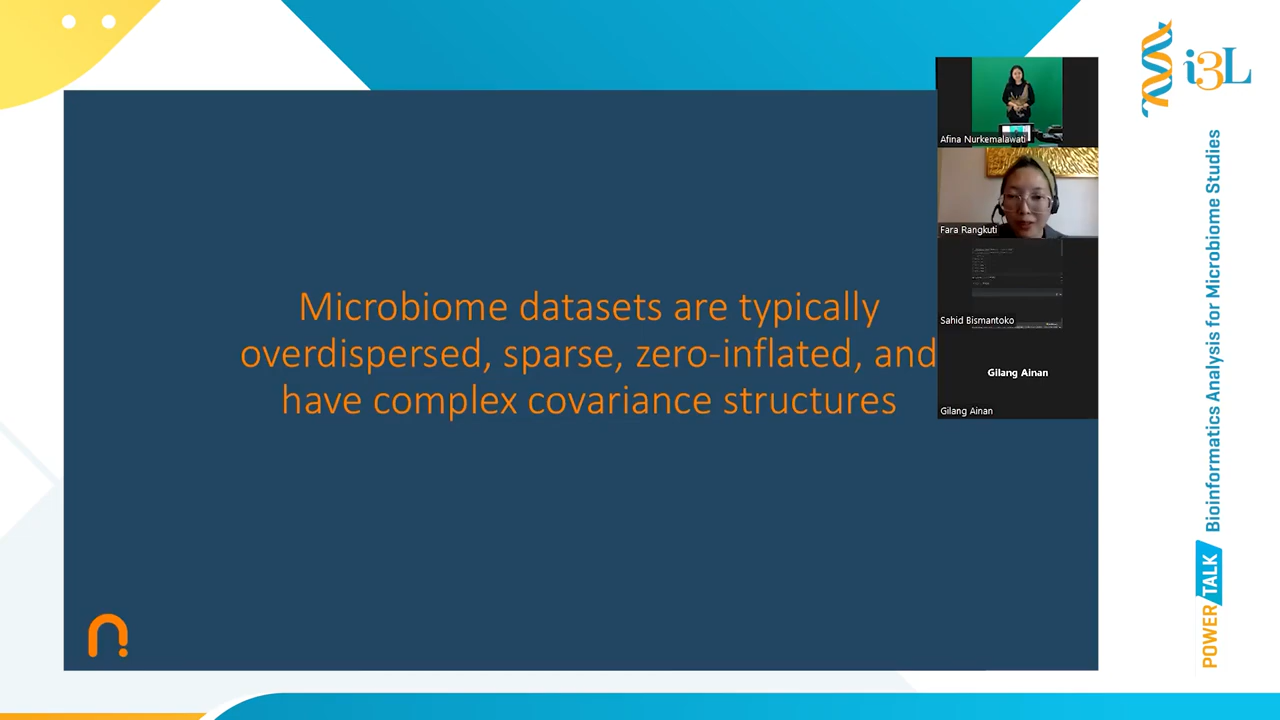 Microbiome datasets are typically
overdispersed, sparse, zero-inflated, and
have complex covariance structures
Afina Nurkemalawati
Fara Rangkuti
Sahid Bismantoko
Gilang Ainan
Gilang Ainan
i3L
Bioinformatics Analysis for Microbiome Studies
POWER TALK